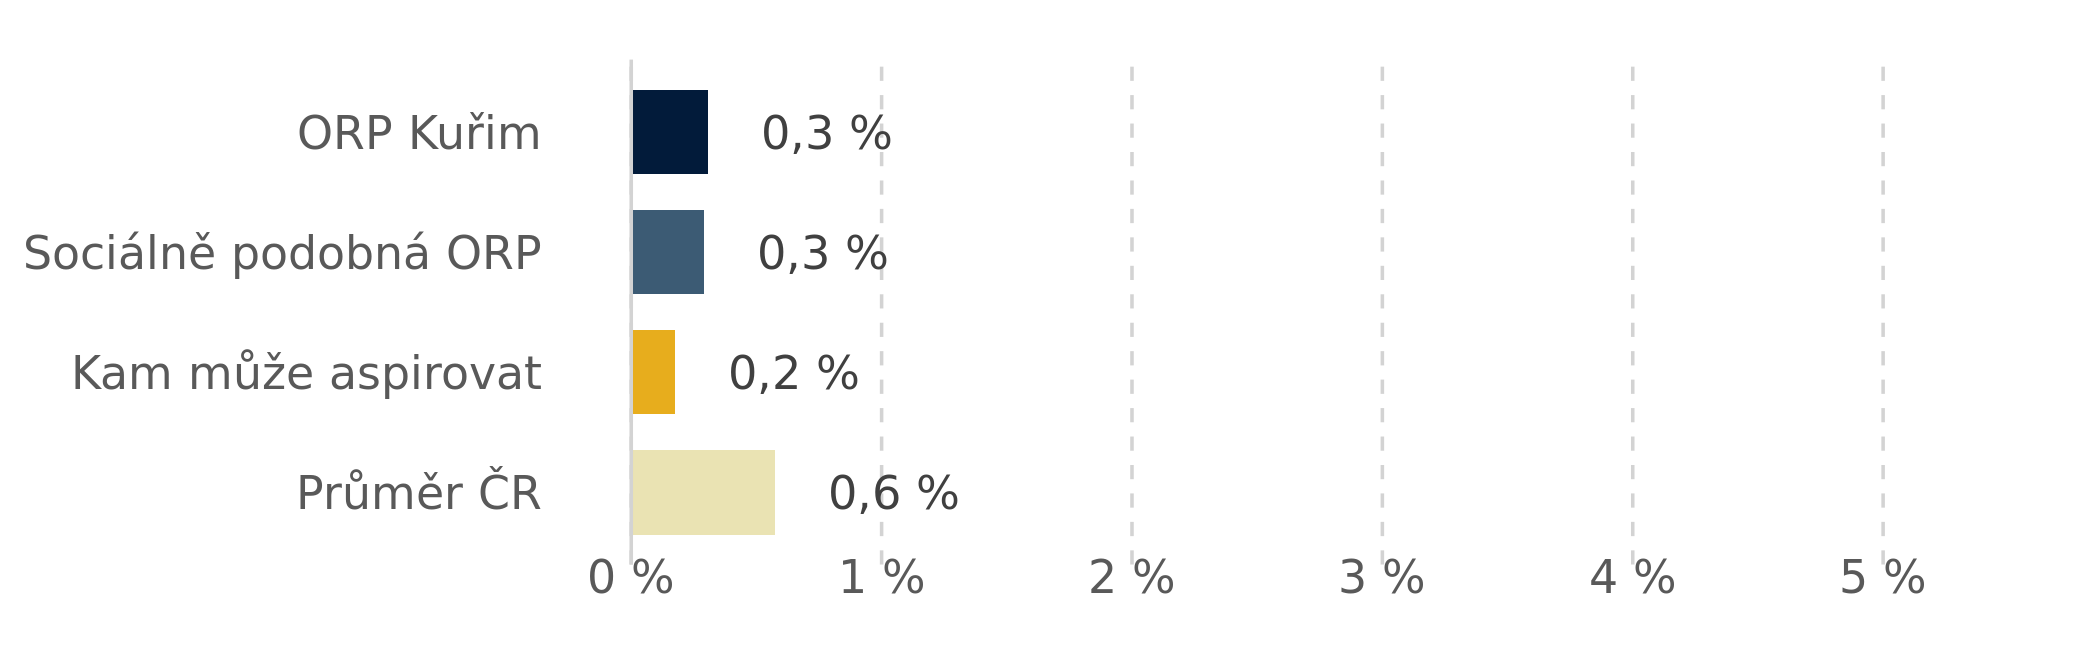 ORP Kuřim 0,3 %
Sociálně podobná ORP 0,3 %
Kam může aspirovat 0,2 %
Průměr ČR 0,6 %
0 % 1 % 2 % 3 % 4 % 5 %